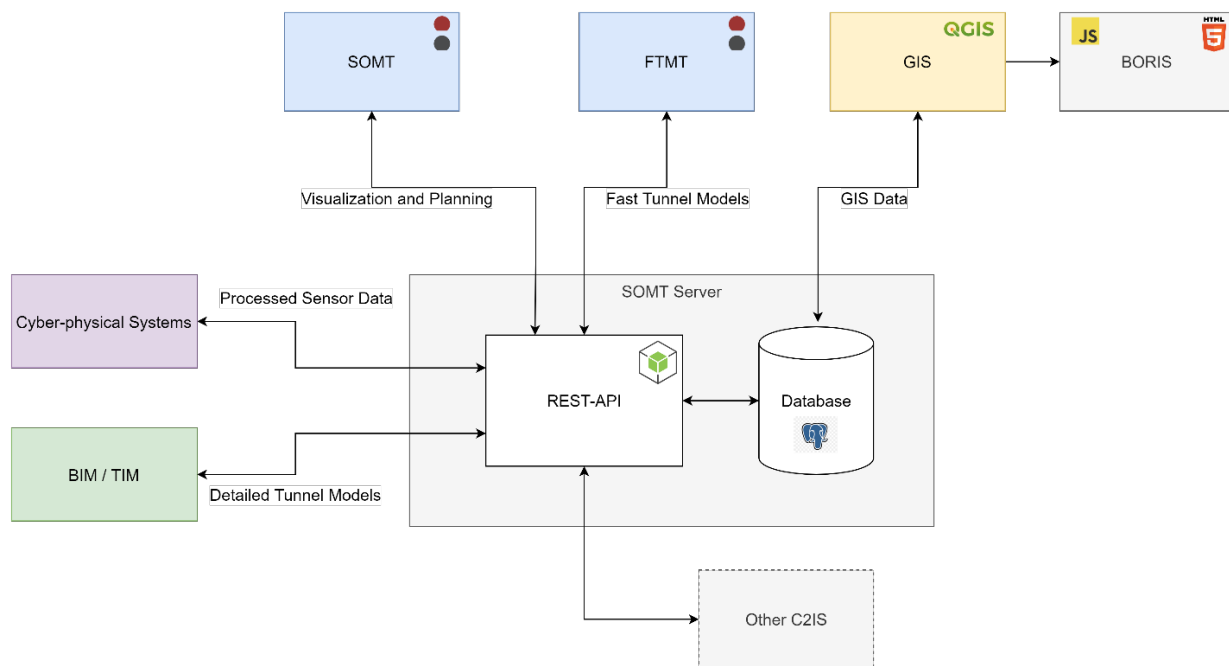 QGIS
JS
HTML
5
SOMT
FTMT
GIS
BORIS
Visualization and Planning
Fast Tunnel Models
GIS Data
SOMT Server
Processed Sensor Data
Cyber-physical Systems
REST-API
Database
BIM / TIM
Detailed Tunnel Models
Other C2IS